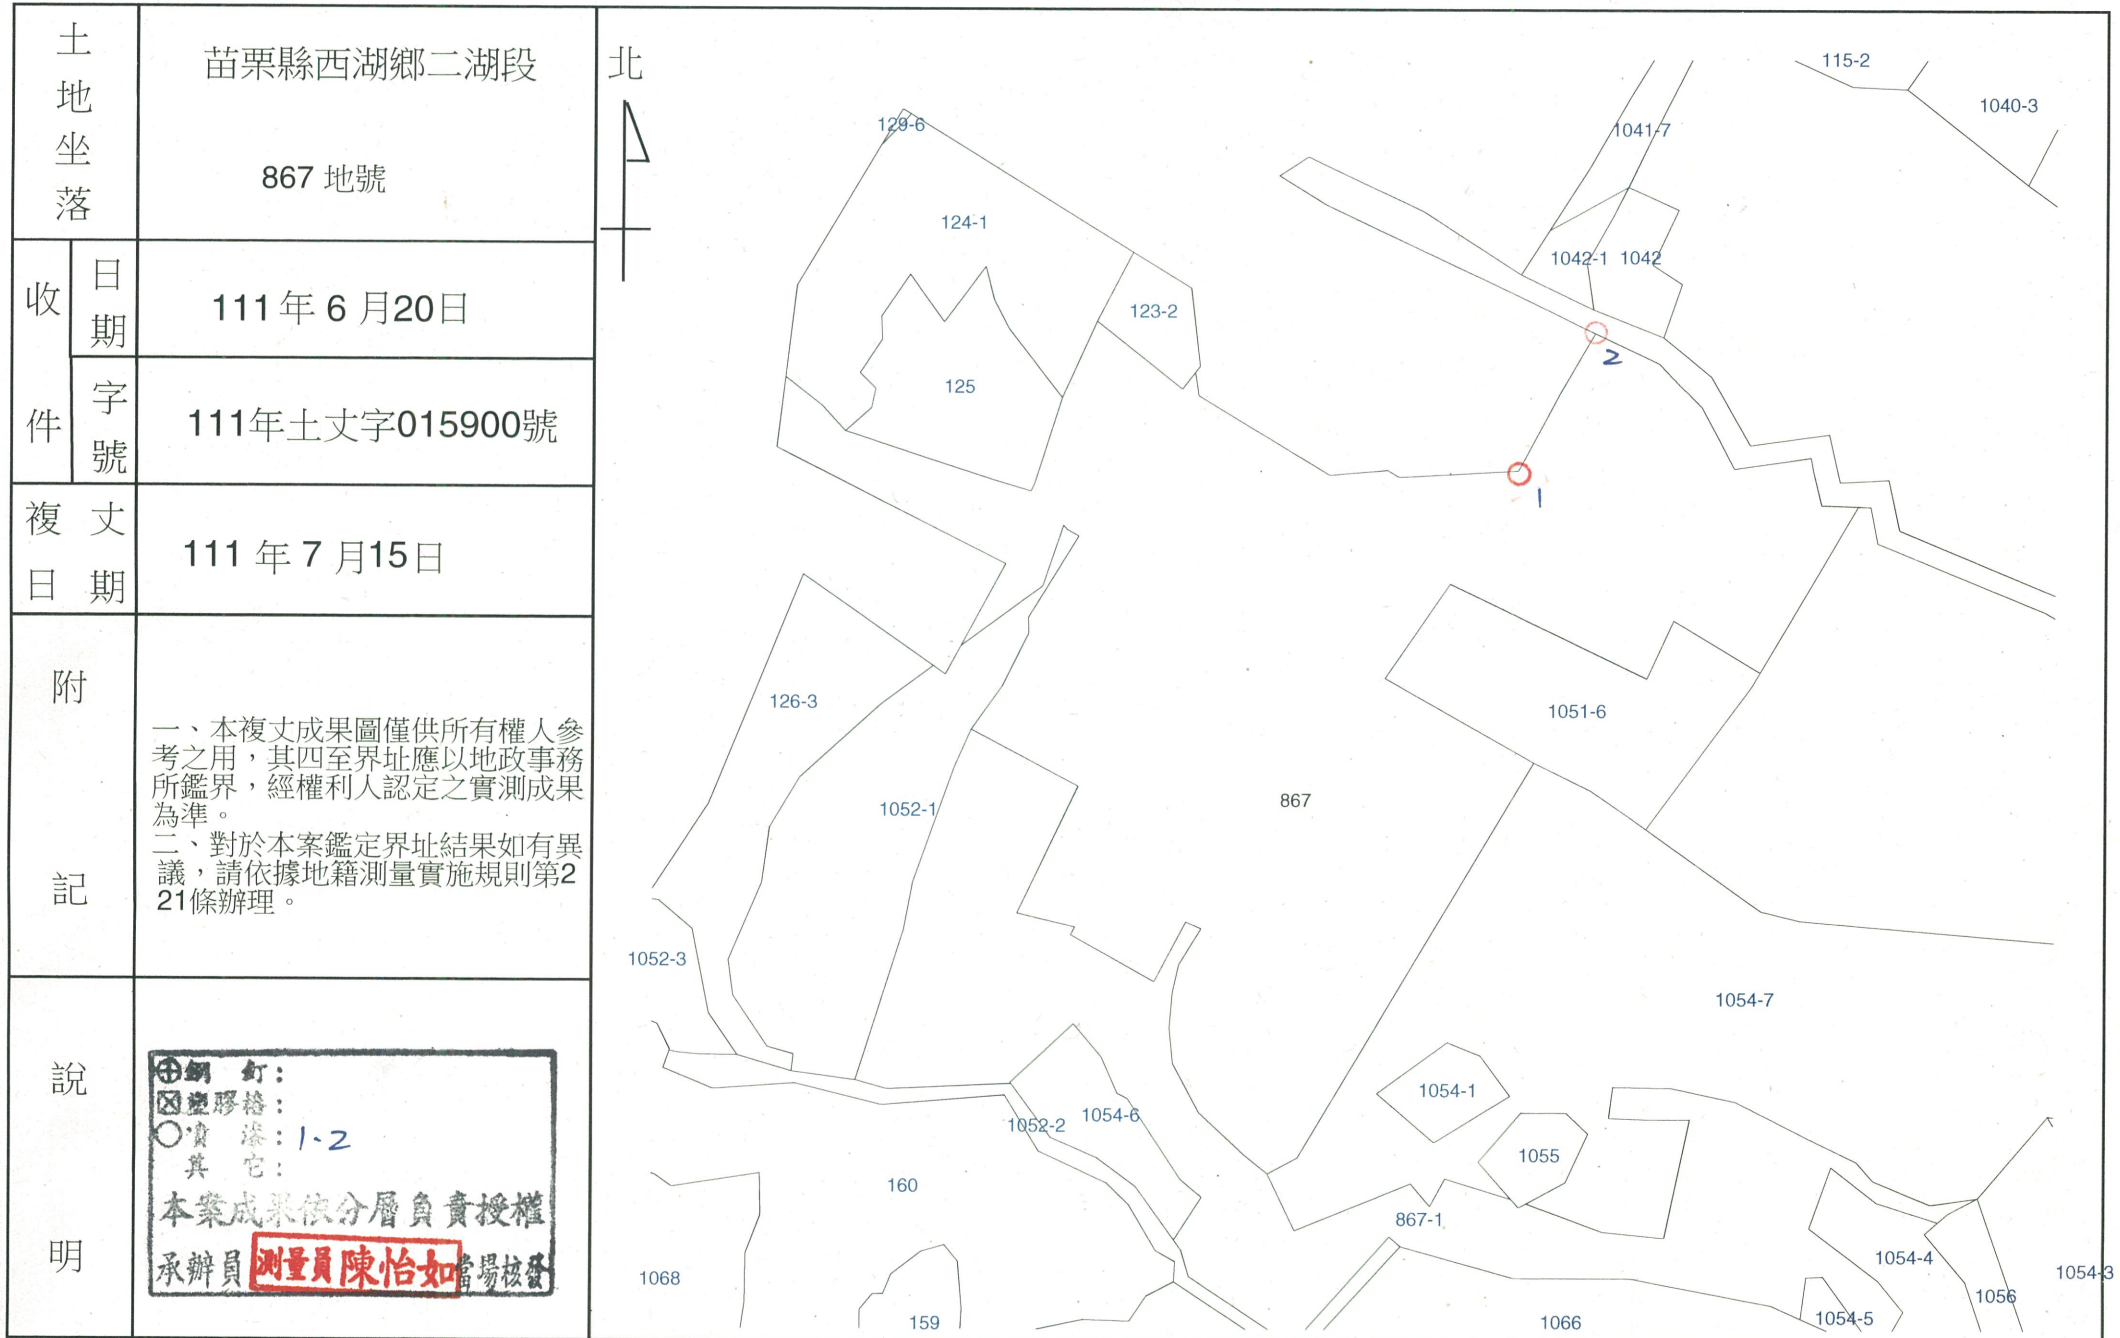 土地坐落
苗栗縣西湖鄉二湖段
867 地號
收件
日期
111 年 6 月20日
字號
111年土丈字015900號
複丈
日期
111 年 7 月15日
附記
一、本複丈成果圖僅供所有權人參
考之用，其四至界址應以地政事務
所鑑界，經權利人認定之實測成果
為準。
二、對於本案鑑定界址結果如有異
議，請依據地籍測量實施規則第2
21條辦理。
說明
鋼 釘：
塑膠樁：
噴 漆：1.2
其 它：
本案成果依分層負責授權
承辦員 測量員陳怡如 當場核發
北
115-2
1040-3
129-6
1041-7
124-1
1042-1
1042
123-2
2
125
1
126-3
1051-6
867
1052-1
1052-3
1054-7
1054-1
1054-6
1052-2
1055
160
867-1
1068
1054-4
1054-3
1056
159
1066
1054-5